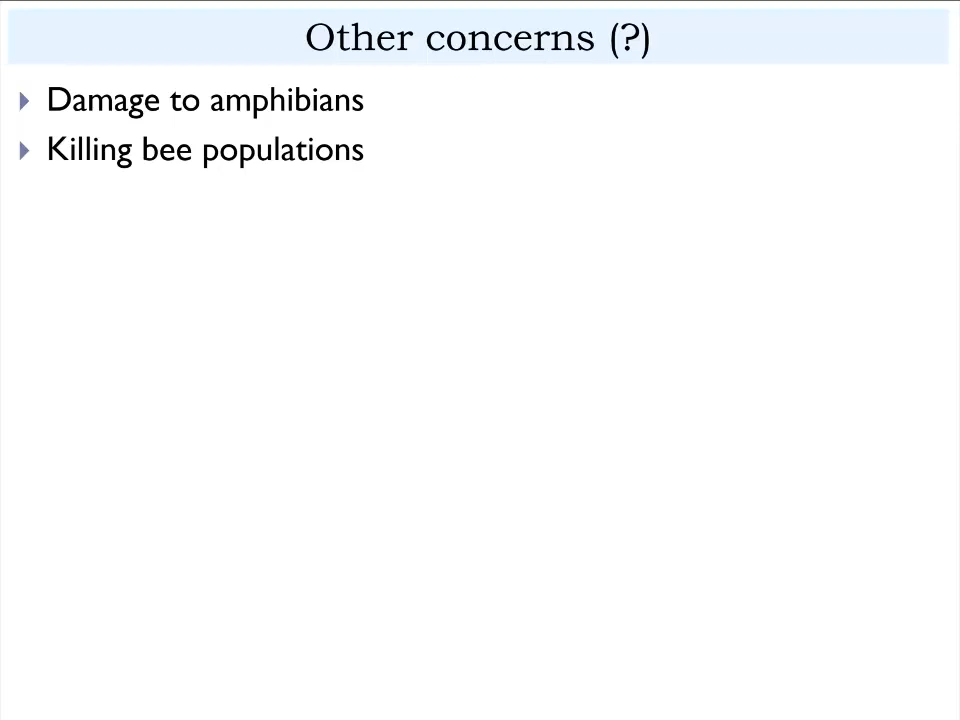 Other concerns (?)
Damage to amphibians
Killing bee populations